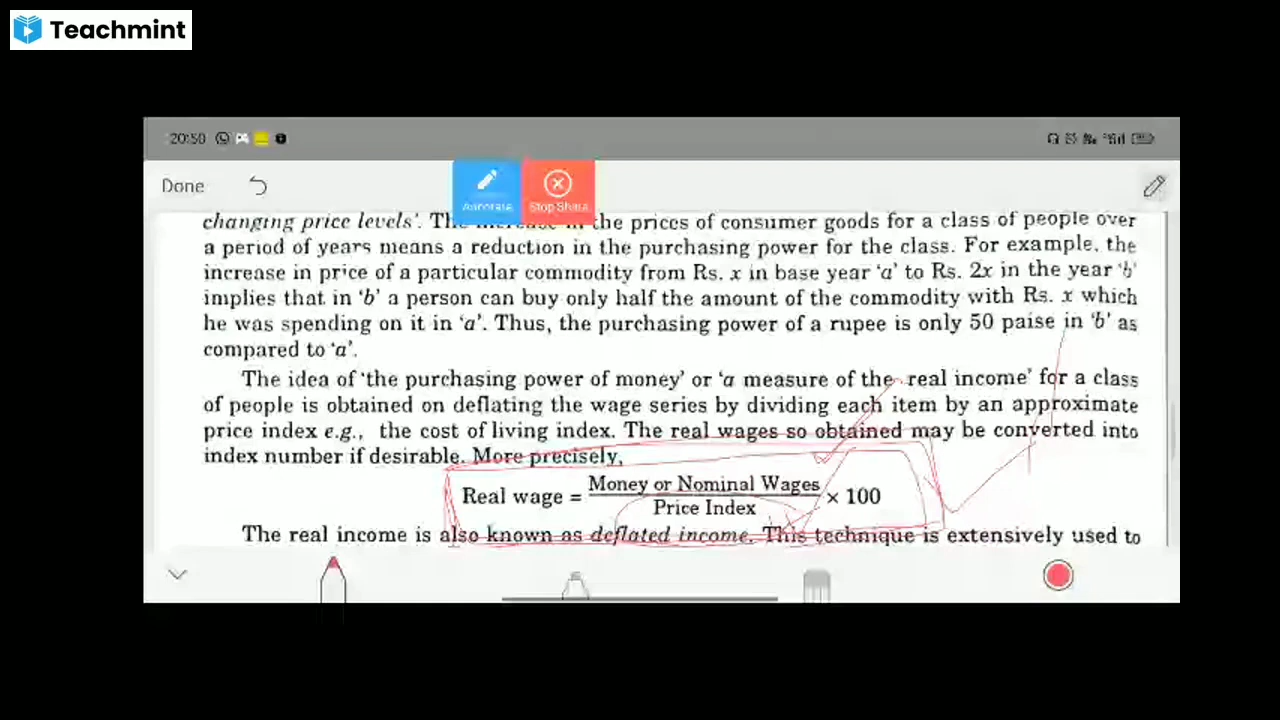 Teachmint
20:50
Done
Annotate
Stop Share
changing price levels'. The increase in the prices of consumer goods for a class of people over
a period of years means a reduction in the purchasing power for the class. For example, the
increase in price of a particular commodity from Rs. x in base year 'a' to Rs. 2x in the year 'b'
implies that in 'b' a person can buy only half the amount of the commodity with Rs. x which
he was spending on it in 'a'. Thus, the purchasing power of a rupee is only 50 paise in 'b' as
compared to 'a'.
The idea of 'the purchasing power of money' or 'a measure of the real income' for a class
of people is obtained on deflating the wage series by dividing each item by an approximate
price index e.g., the cost of living index. The real wages so obtained may be converted into
index number if desirable. More precisely,
Real wage = Money or Nominal Wages / Price Index × 100
The real income is also known as deflated income. This technique is extensively used to